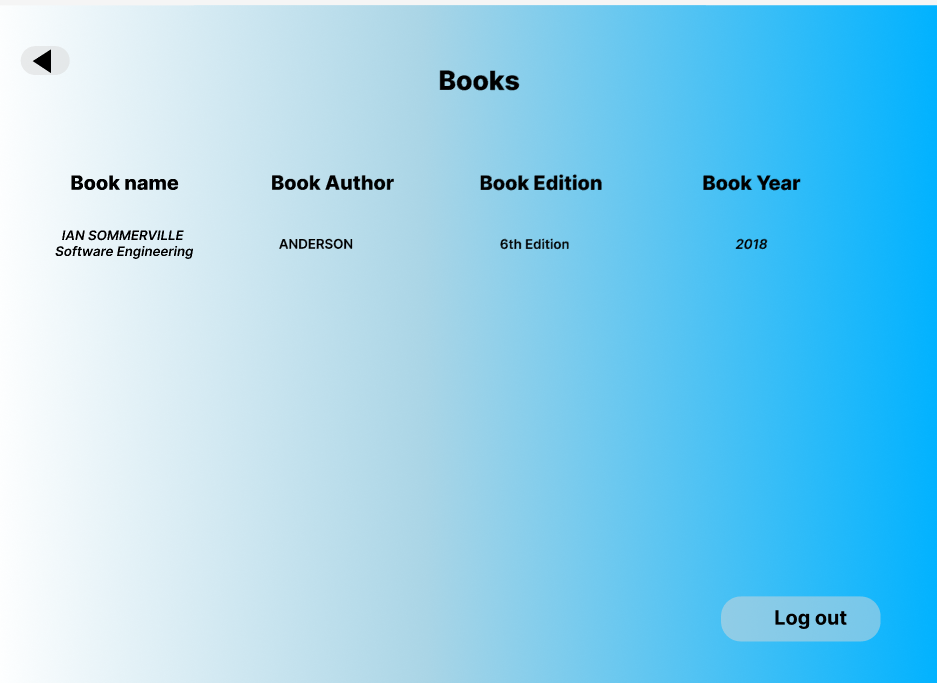 Books
Book name Book Author Book Edition Book Year
IAN SOMMERVILLE
Software Engineering
ANDERSON
6th Edition
2018
Log out